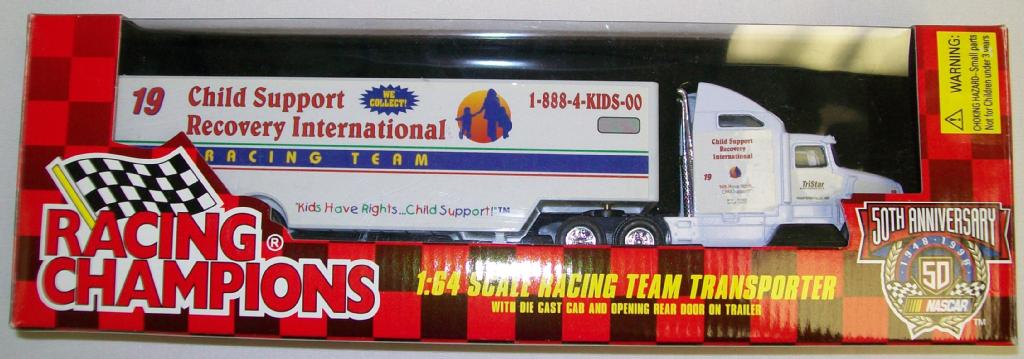 19
Child Support
Recovery International
WE
COLLECT!
1-888-4-KIDS-00
RACING TEAM
"Kids Have Rights...Child Support!"™
Child Support
Recovery
International
19
TriStar
WARNING:
CHOKING HAZARD-Small parts
Not for Children under 3 years
RACING
CHAMPIONS®
1:64 SCALE RACING TEAM TRANSPORTER
WITH DIE CAST CAB AND OPENING REAR DOOR ON TRAILER
50TH ANNIVERSARY
1948-1998
50
NASCAR
TM